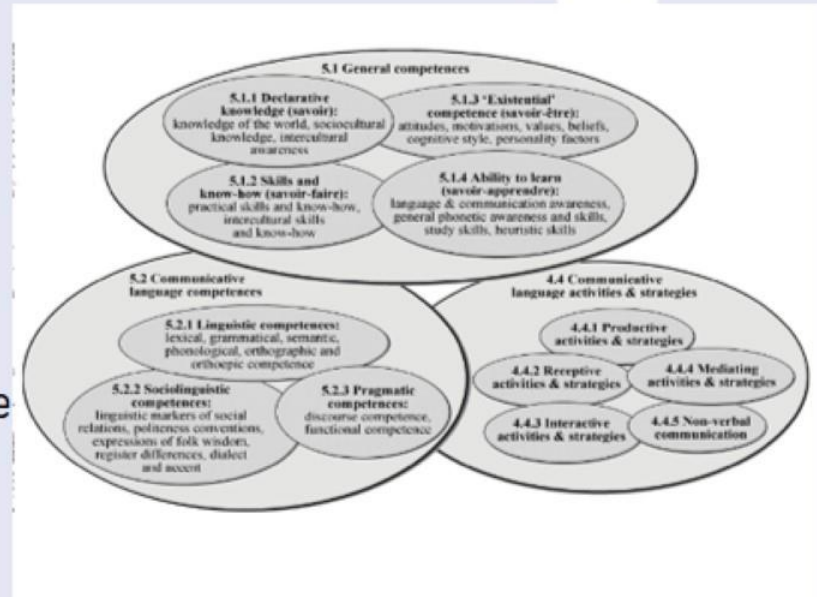 5.1 General competences
5.1.1 Declarative
knowledge (savoir):
knowledge of the world, sociocultural
knowledge, intercultural
awareness
5.1.3 'Existential'
competence (savoir-être):
attitudes, motivations, values, beliefs,
cognitive style, personality factors
5.1.2 Skills and
know-how (savoir-faire):
practical skills and know-how,
intercultural skills
and know-how
5.1.4 Ability to learn
(savoir-apprendre):
language & communication awareness,
general phonetic awareness and skills,
study skills, heuristic skills
5.2 Communicative
language competences
5.2.1 Linguistic competences:
lexical, grammatical, semantic,
phonological, orthographic and
orthoepic competence
5.2.2 Sociolinguistic
competences:
linguistic markers of social
relations, politeness conventions,
expressions of folk wisdom,
register differences, dialect
and accent
5.2.3 Pragmatic
competences:
discourse competence,
functional competence
4.4 Communicative
language activities & strategies
4.4.1 Productive
activities & strategies
4.4.2 Receptive
activities & strategies
4.4.4 Mediating
activities & strategies
4.4.3 Interactive
activities & strategies
4.4.5 Non-verbal
communication
e